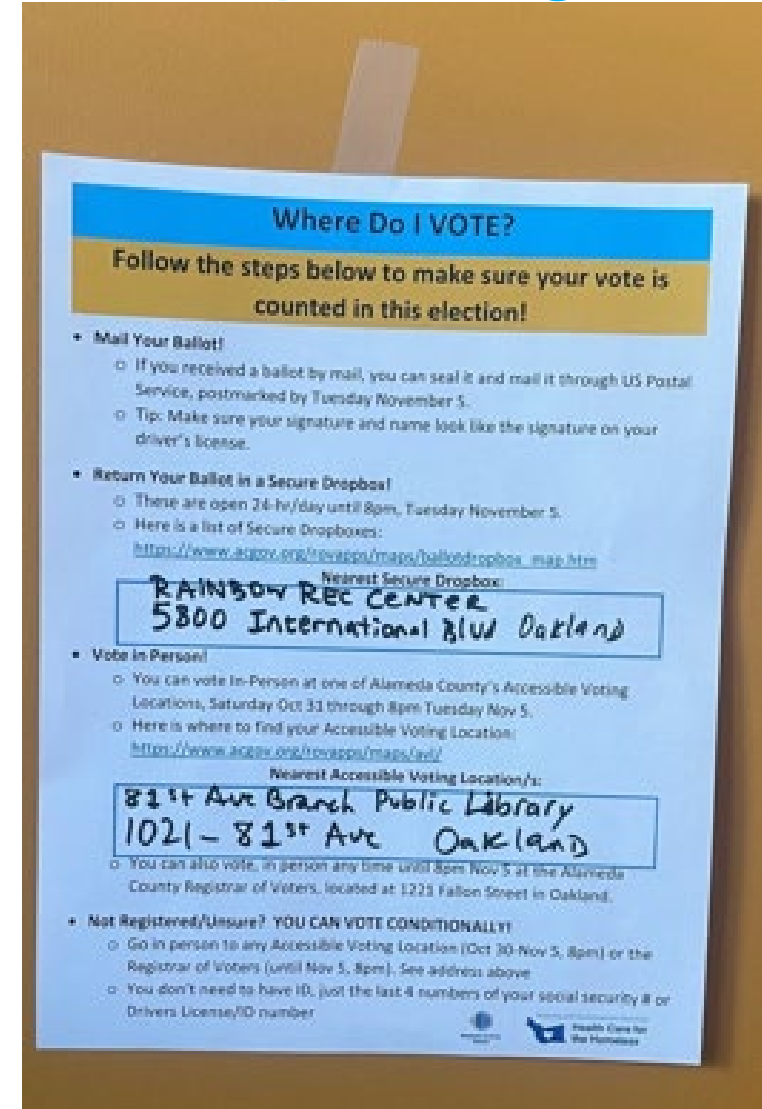 Where Do I VOTE?
Follow the steps below to make sure your vote is
counted in this election!
• Mail Your Ballot!
o If you received a ballot by mail, you can seal it and mail it through US Postal
Service, postmarked by Tuesday November 5.
o Tip: Make sure your signature and name look like the signature on your
driver's license.
• Return Your Ballot in a Secure Dropbox!
o These are open 24-hr/day until 8pm, Tuesday November 5.
o Here is a list of Secure Dropboxes:
https://www.acgov.org/rovapps/maps/ballotdropbox_map.htm
Nearest Secure Dropbox:
RAINBOW REC CENTER
5800 International Blvd Oakland
• Vote in Person!
o You can vote In-Person at one of Alameda County's Accessible Voting
Locations, Saturday Oct 31 through 8pm Tuesday Nov 5.
o Here is where to find your Accessible Voting Location:
https://www.acgov.org/rovapps/maps/avl/
Nearest Accessible Voting Location/s:
81st Ave Branch Public Library
1021 - 81st Ave Oakland
o You can also vote, in person any time until 8pm Nov 5 at the Alameda
County Registrar of Voters, located at 1221 Fallon Street in Oakland.
• Not Registered/Unsure? YOU CAN VOTE CONDITIONALLY!
o Go in person to any Accessible Voting Location (Oct 30-Nov 5, 8pm) or the
Registrar of Voters (until Nov 5, 8pm). See address above
o You don't need to have ID, just the last 4 numbers of your social security # or
Drivers License/ID number
Health Care for
the Homeless